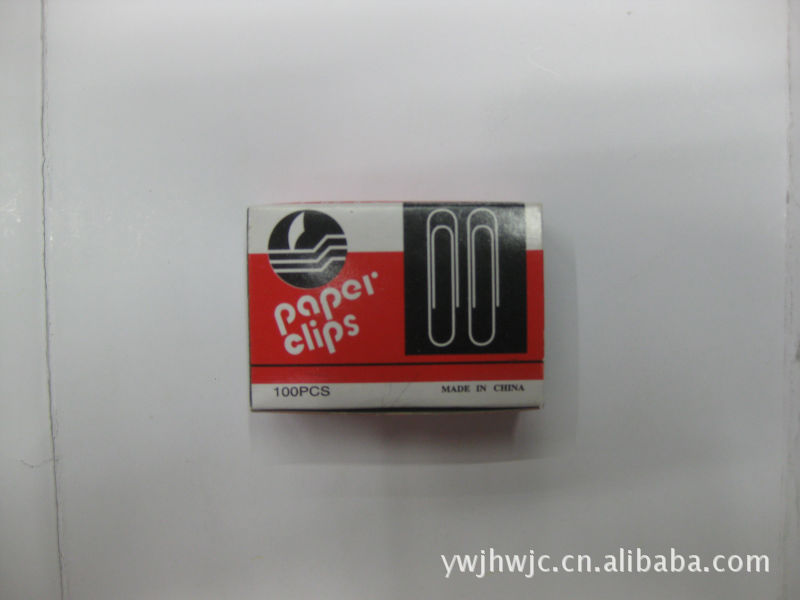 paper
clips
100PCS
MADE IN CHINA
ywjhwjc.cn.alibaba.com